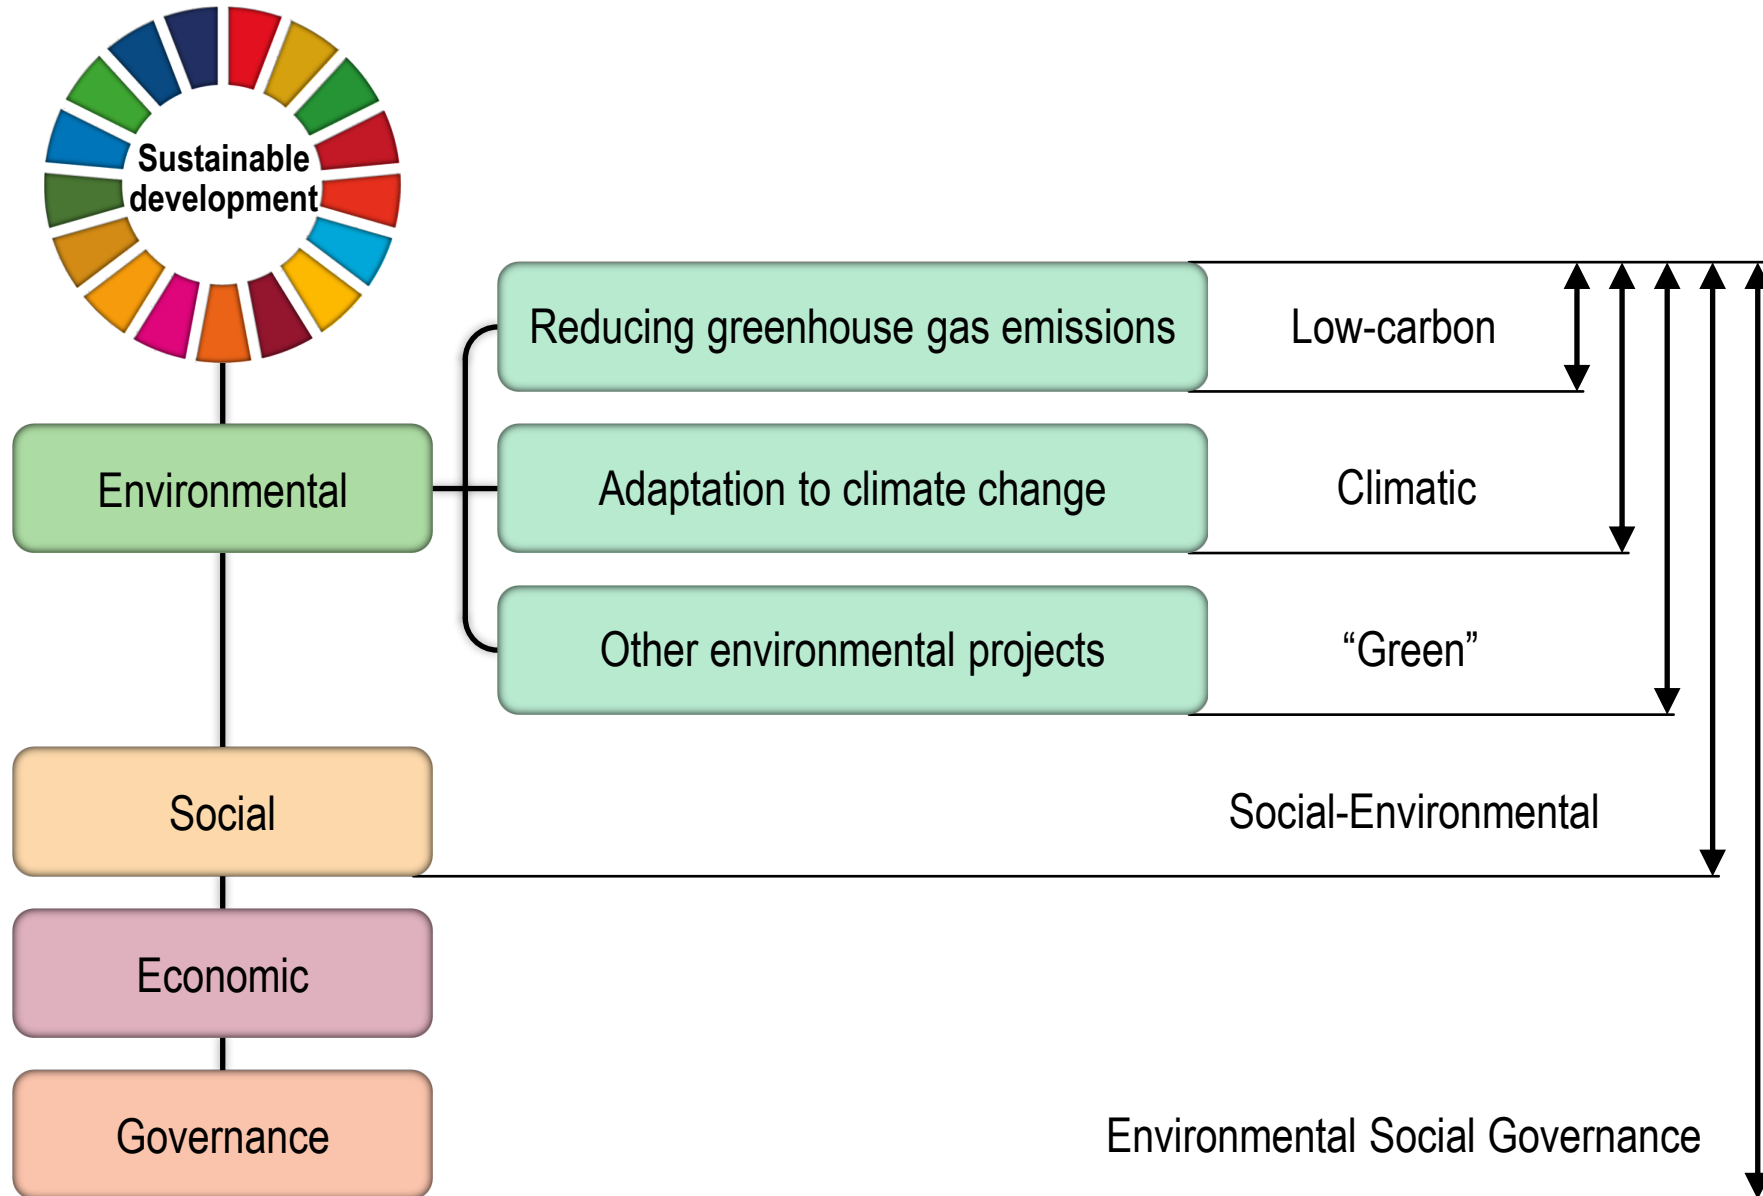 Sustainable
development
Reducing greenhouse gas emissions
Low-carbon
Environmental
Adaptation to climate change
Climatic
Other environmental projects
“Green”
Social
Social-Environmental
Economic
Governance
Environmental Social Governance